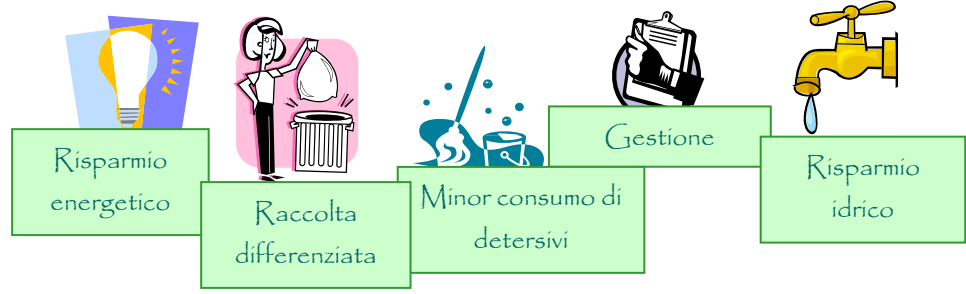 Risparmio
energetico
Raccolta
differenziata
Minor consumo di
detersivi
Gestione
Risparmio
idrico